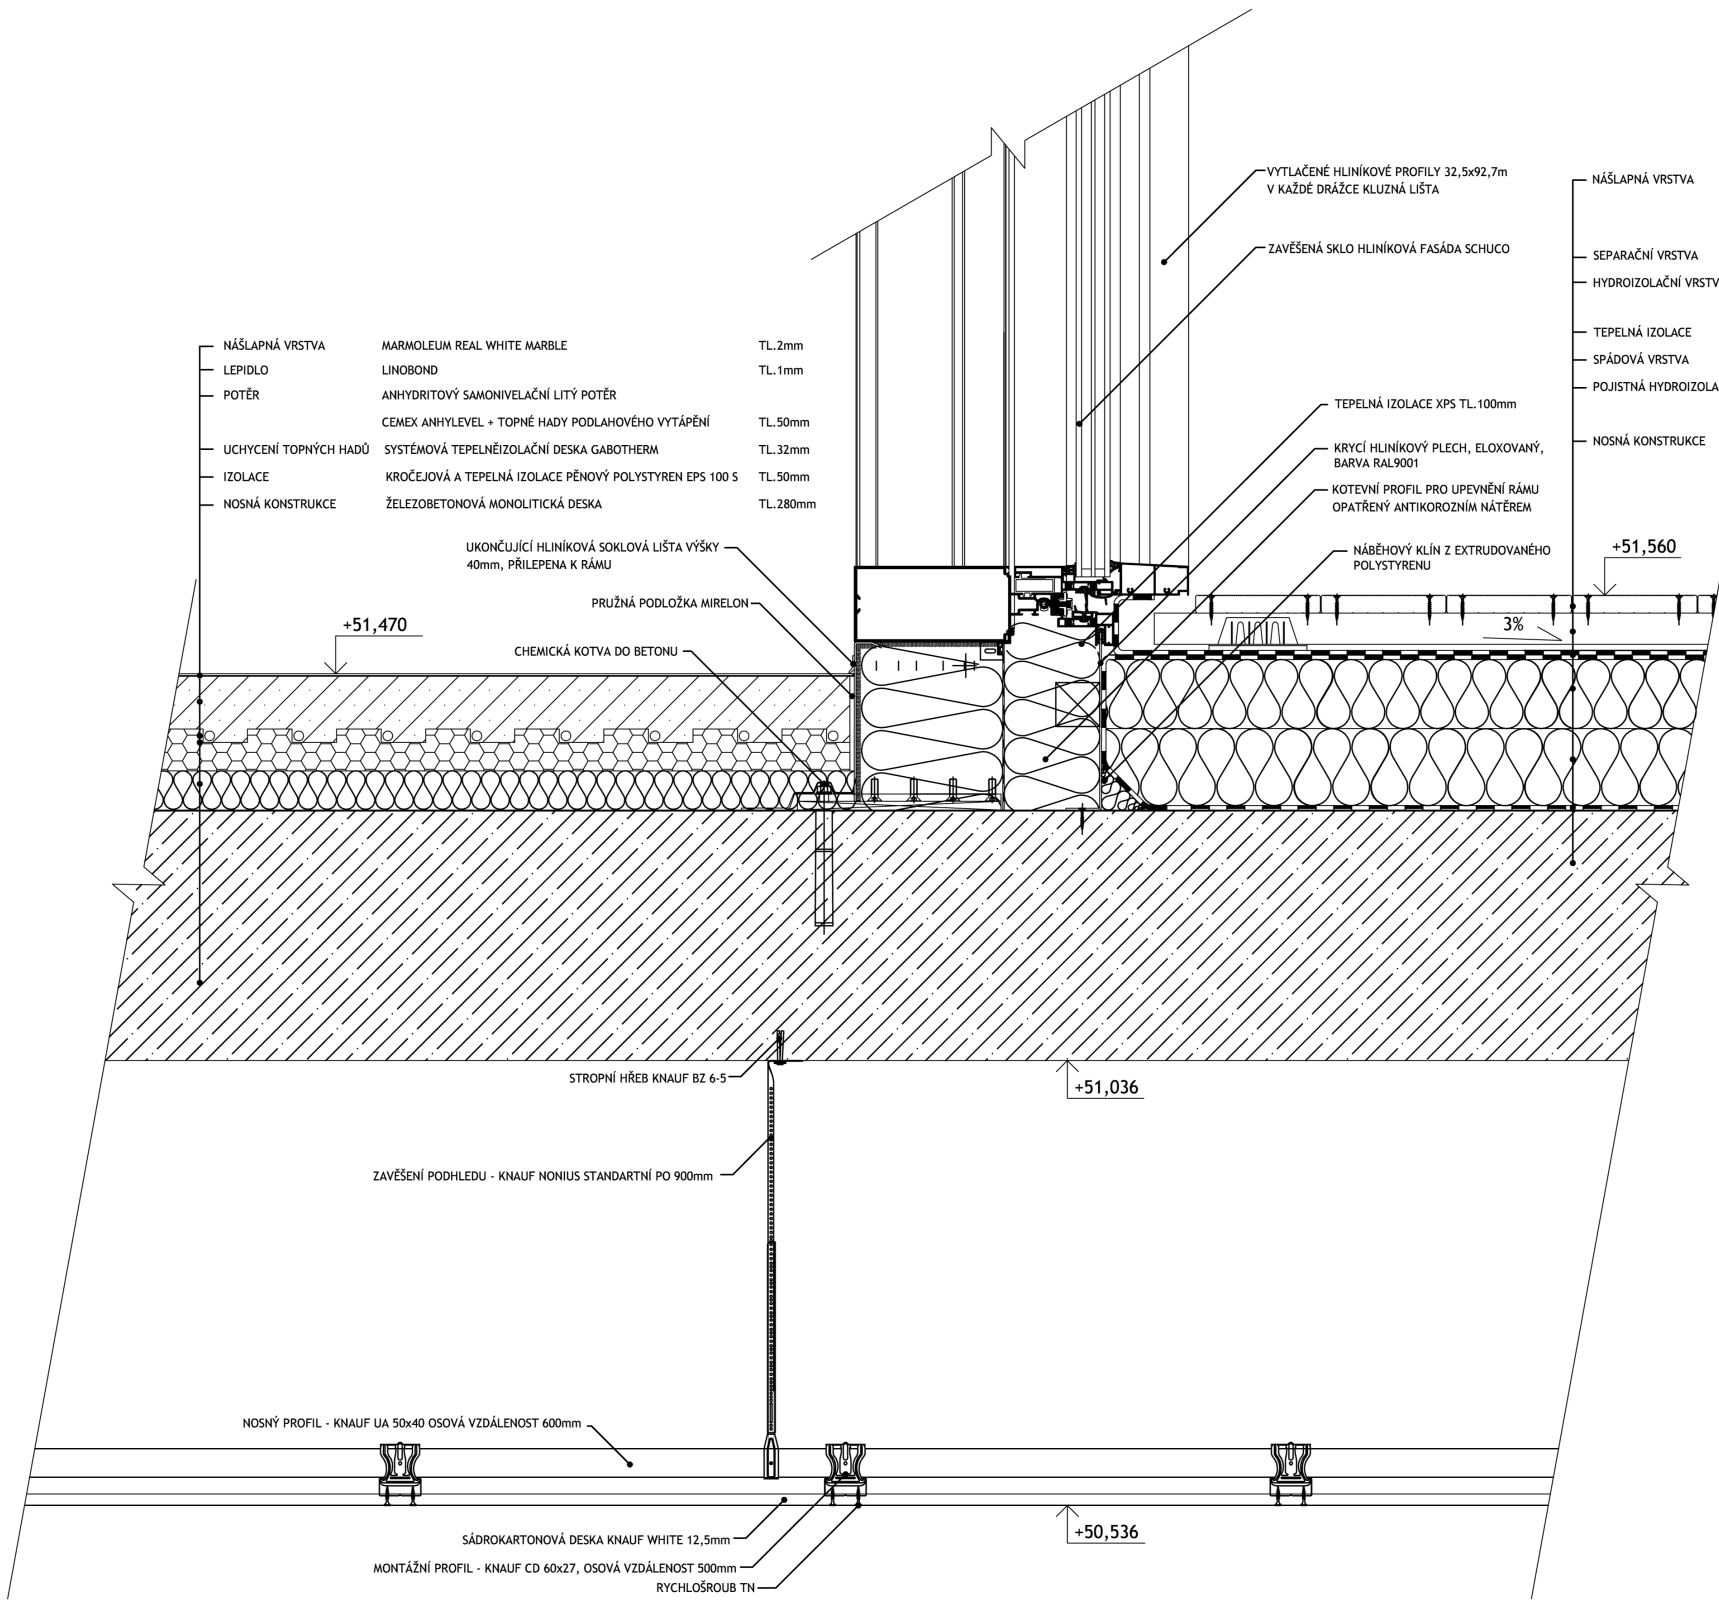 VYTLAČENÉ HLINÍKOVÉ PROFILY 32,5x92,7m
V KAŽDÉ DRÁŽCE KLUZNÁ LIŠTA
ZAVĚŠENÁ SKLO HLINÍKOVÁ FASÁDA SCHUCO
NÁŠLAPNÁ VRSTVA
SEPARAČNÍ VRSTVA
HYDROIZOLAČNÍ VRSTV
TEPELNÁ IZOLACE
SPÁDOVÁ VRSTVA
POJISTNÁ HYDROIZOLA
NOSNÁ KONSTRUKCE
NÁŠLAPNÁ VRSTVA MARMOLEUM REAL WHITE MARBLE TL.2mm
LEPIDLO LINOBOND TL.1mm
POTĚR ANHYDRITOVÝ SAMONIVELAČNÍ LITÝ POTĚR
CEMEX ANHYLEVEL + TOPNÉ HADY PODLAHOVÉHO VYTÁPĚNÍ TL.50mm
UCHYCENÍ TOPNÝCH HADŮ SYSTÉMOVÁ TEPELNĚIZOLAČNÍ DESKA GABOTHERM TL.32mm
IZOLACE KROČEJOVÁ A TEPELNÁ IZOLACE PĚNOVÝ POLYSTYREN EPS 100 S TL.50mm
NOSNÁ KONSTRUKCE ŽELEZOBETONOVÁ MONOLITICKÁ DESKA TL.280mm
TEPELNÁ IZOLACE XPS TL.100mm
KRYCÍ HLINÍKOVÝ PLECH, ELOXOVANÝ,
BARVA RAL9001
KOTEVNÍ PROFIL PRO UPEVNĚNÍ RÁMU
OPATŘENÝ ANTIKOROZNÍM NÁTĚREM
NÁBĚHOVÝ KLÍN Z EXTRUDOVANÉHO
POLYSTYRENU
+51,560
3%
UKONČUJÍCÍ HLINÍKOVÁ SOKLOVÁ LIŠTA VÝŠKY
40mm, PŘILEPENA K RÁMU
PRUŽNÁ PODLOŽKA MIRELON
+51,470
CHEMICKÁ KOTVA DO BETONU
STROPNÍ HŘEB KNAUF BZ 6-5
+51,036
ZAVĚŠENÍ PODHLEDU - KNAUF NONIUS STANDARTNÍ PO 900mm
NOSNÝ PROFIL - KNAUF UA 50x40 OSOVÁ VZDÁLENOST 600mm
SÁDROKARTONOVÁ DESKA KNAUF WHITE 12,5mm
+50,536
MONTÁŽNÍ PROFIL - KNAUF CD 60x27, OSOVÁ VZDÁLENOST 500mm
RYCHLOŠROUB TN